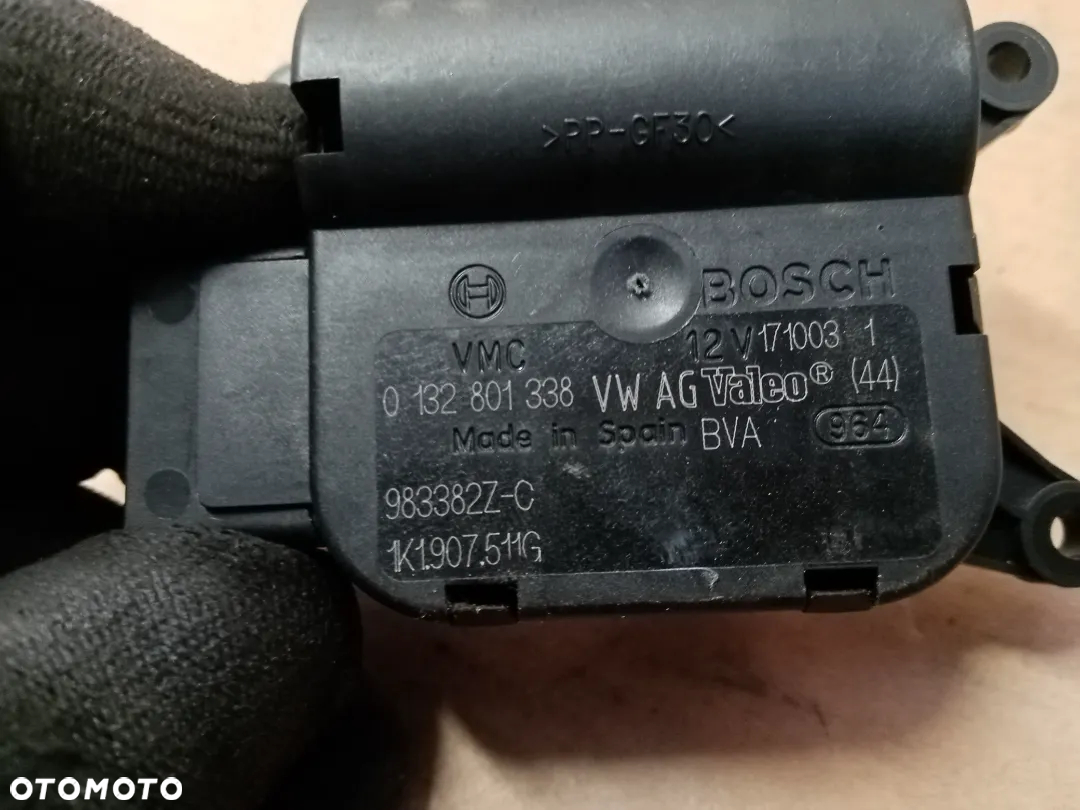 >PP-GF30<
BOSCH
VMC 12V 171003 1
0 132 801 338 VW AG Valeo® (44)
Made in Spain BVA 964
983382Z-C
1K1.907.511G
OTOMOTO